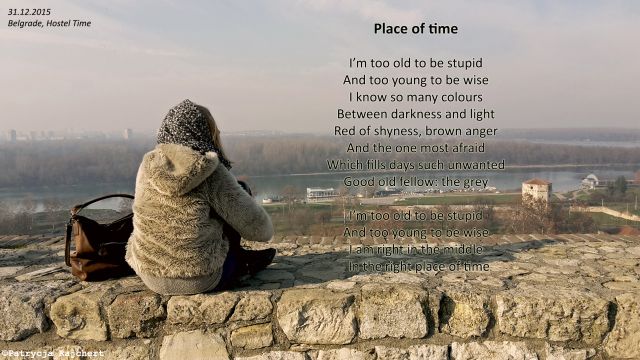 31.12.2015
Belgrade, Hostel Time
Place of time
I'm too old to be stupid
And too young to be wise
I know so many colours
Between darkness and light
Red of shyness, brown anger
And the one most afraid
Which fills days such unwanted
Good old fellow: the grey
I'm too old to be stupid
And too young to be wise
I am right in the middle
In the right place of time
©Patrycja Kajchert